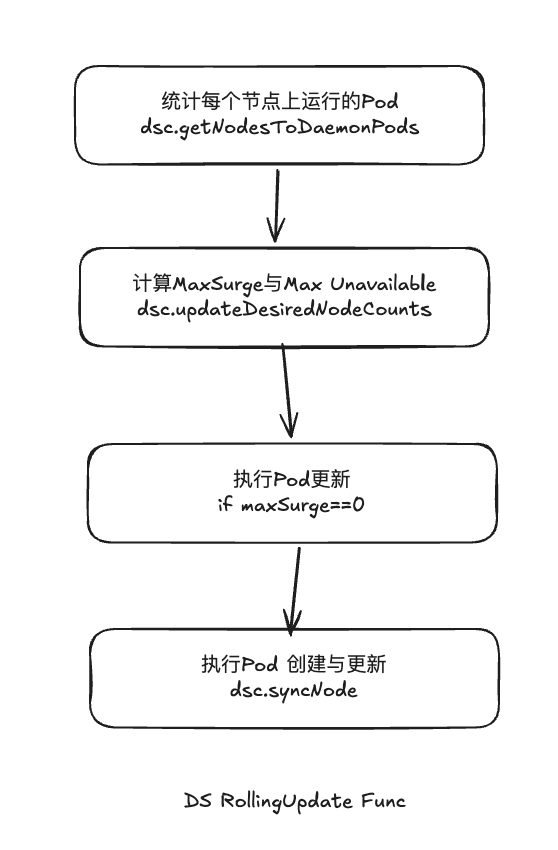 统计每个节点上运行的Pod
dsc.getNodesToDaemonPods
计算MaxSurge与Max Unavailable
dsc.updateDesiredNodeCounts
执行Pod更新
if maxSurge==0
执行Pod 创建与更新
dsc.syncNode
DS RollingUpdate Func